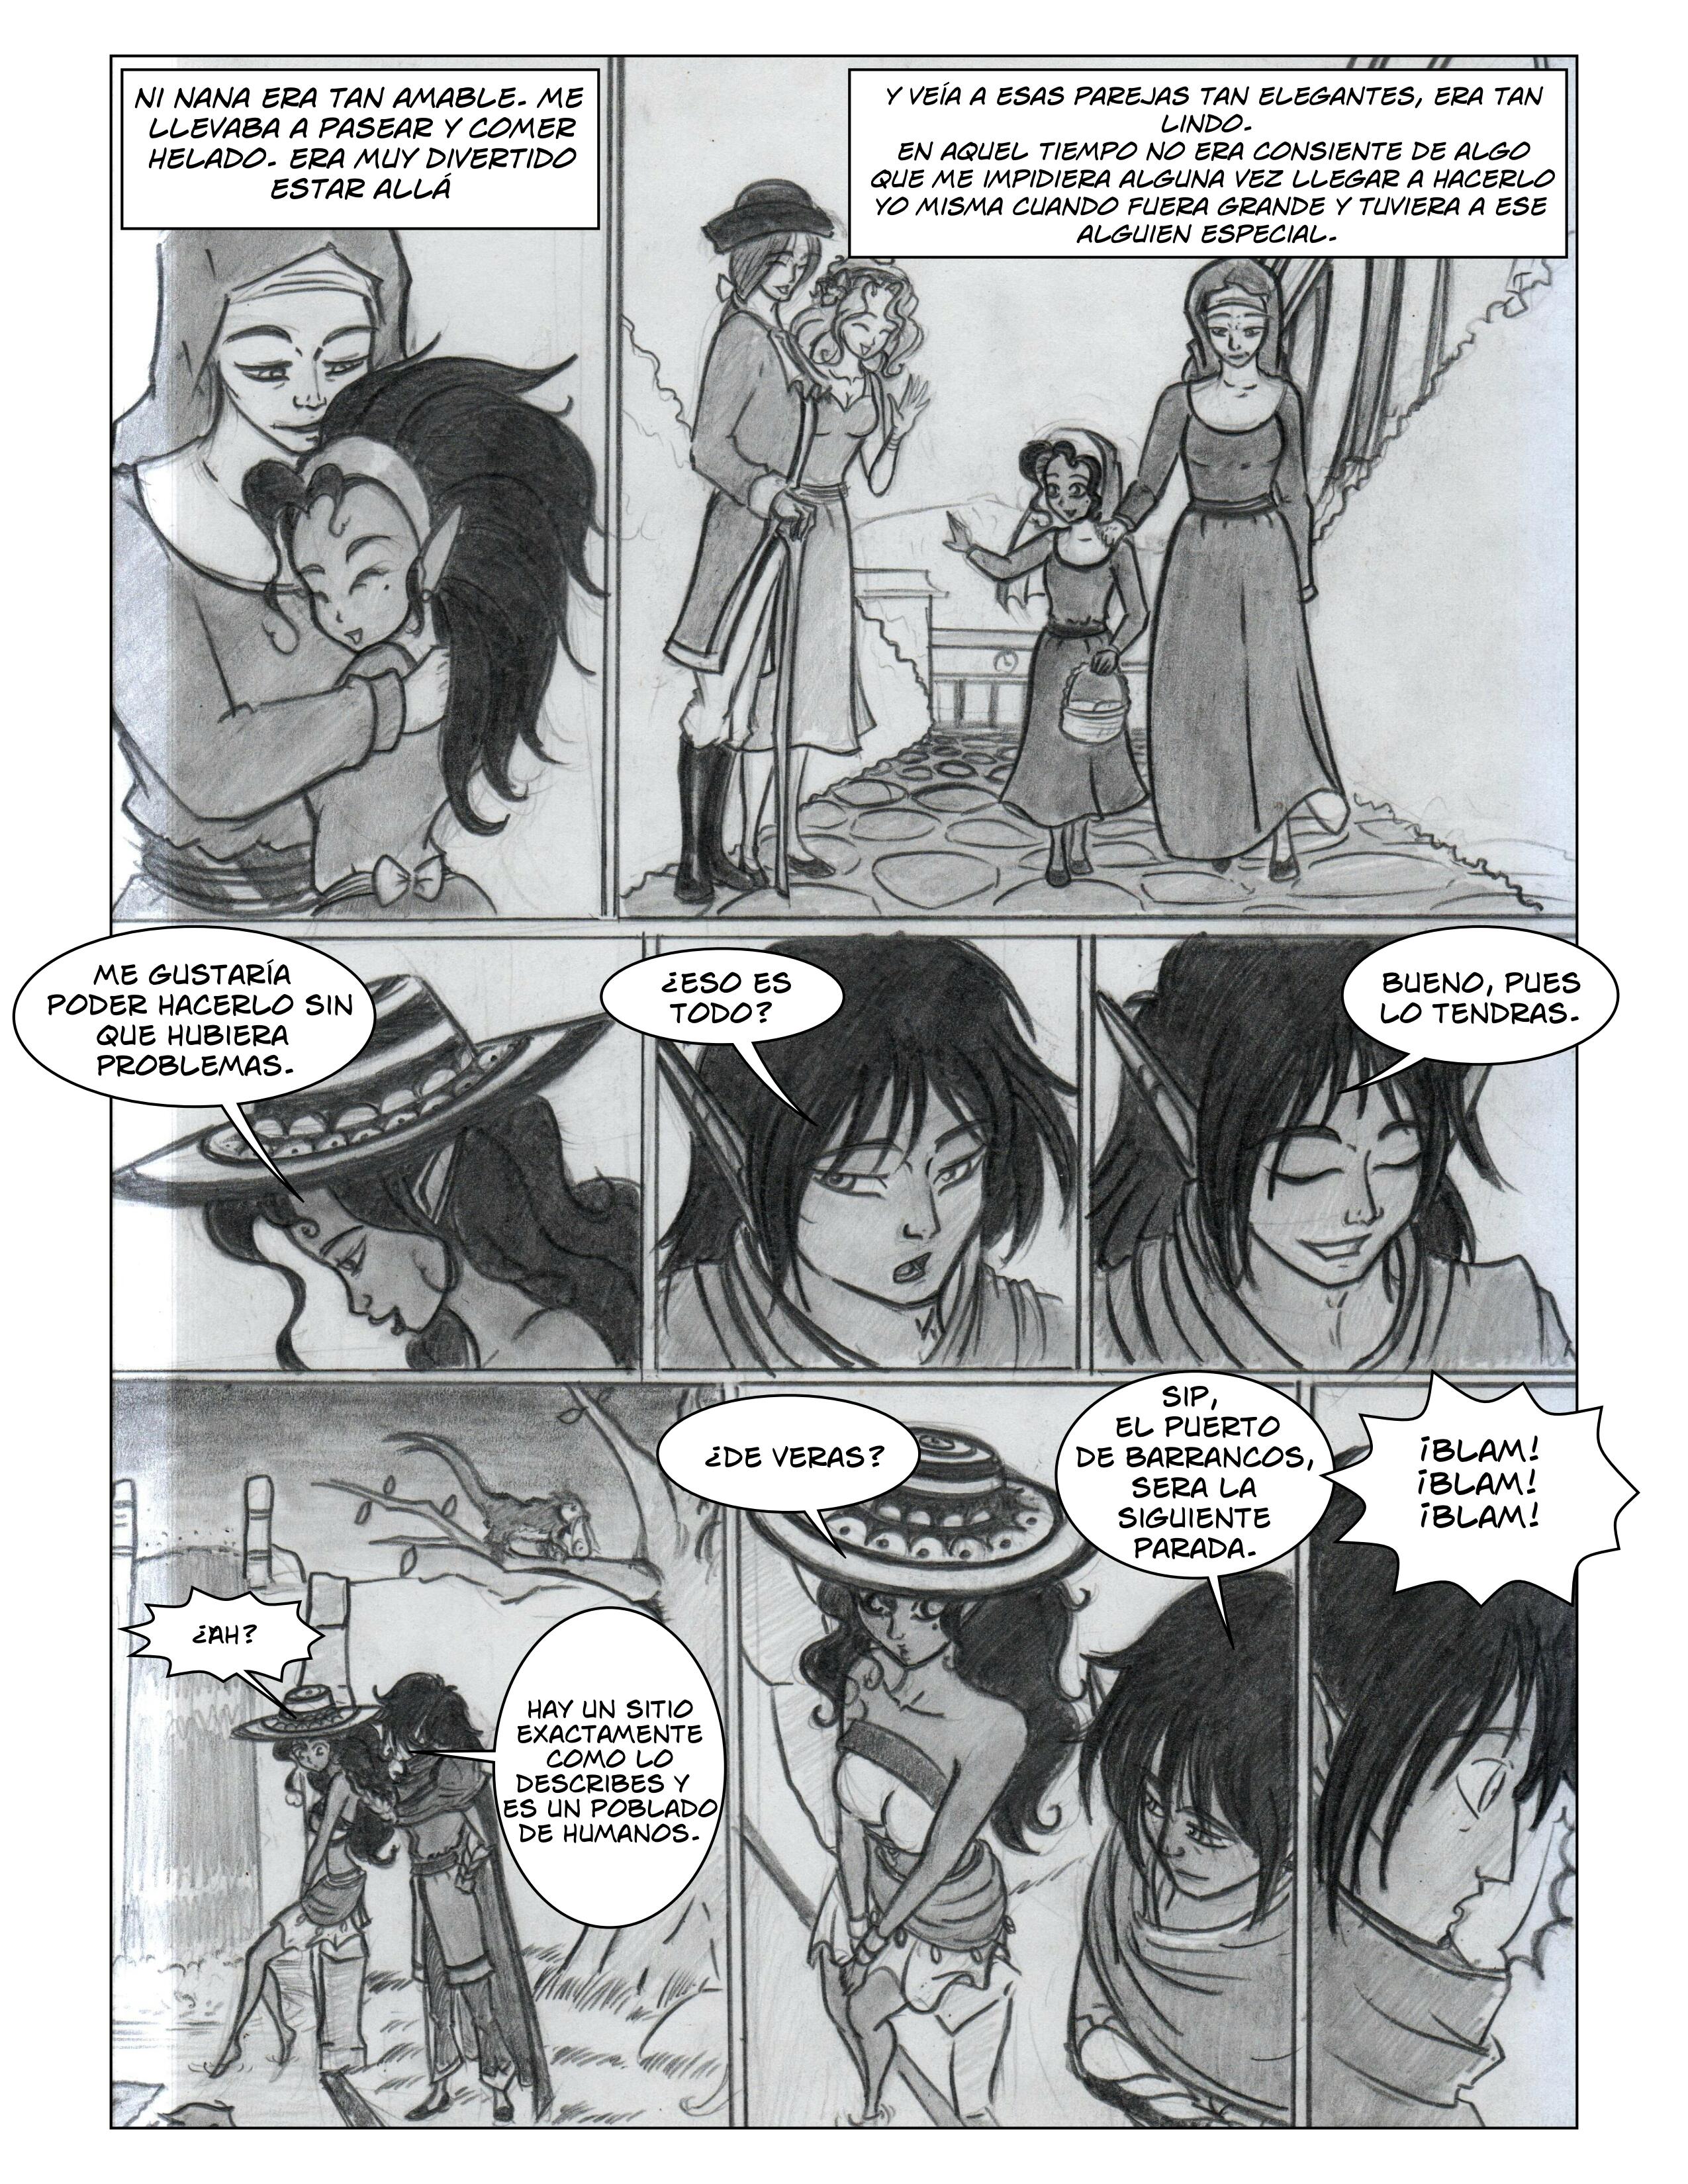 NI NANA ERA TAN AMABLE. ME
LLEVABA A PASEAR Y COMER
HELADO. ERA MUY DIVERTIDO
ESTAR ALLÁ
Y VEÍA A ESAS PAREJAS TAN ELEGANTES, ERA TAN
LINDO.
EN AQUEL TIEMPO NO ERA CONSIENTE DE ALGO
QUE ME IMPIDIERA ALGUNA VEZ LLEGAR A HACERLO
YO MISMA CUANDO FUERA GRANDE Y TUVIERA A ESE
ALGUIEN ESPECIAL.
ME GUSTARÍA
PODER HACERLO SIN
QUE HUBIERA
PROBLEMAS.
¿ESO ES
TODO?
BUENO, PUES
LO TENDRAS.
¿AH?
HAY UN SITIO
EXACTAMENTE
COMO LO
DESCRIBES Y
ES UN POBLADO
DE HUMANOS.
¿DE VERAS?
SIP,
EL PUERTO
DE BARRANCOS,
SERA LA
SIGUIENTE
PARADA.
¡BLAM!
¡BLAM!
¡BLAM!